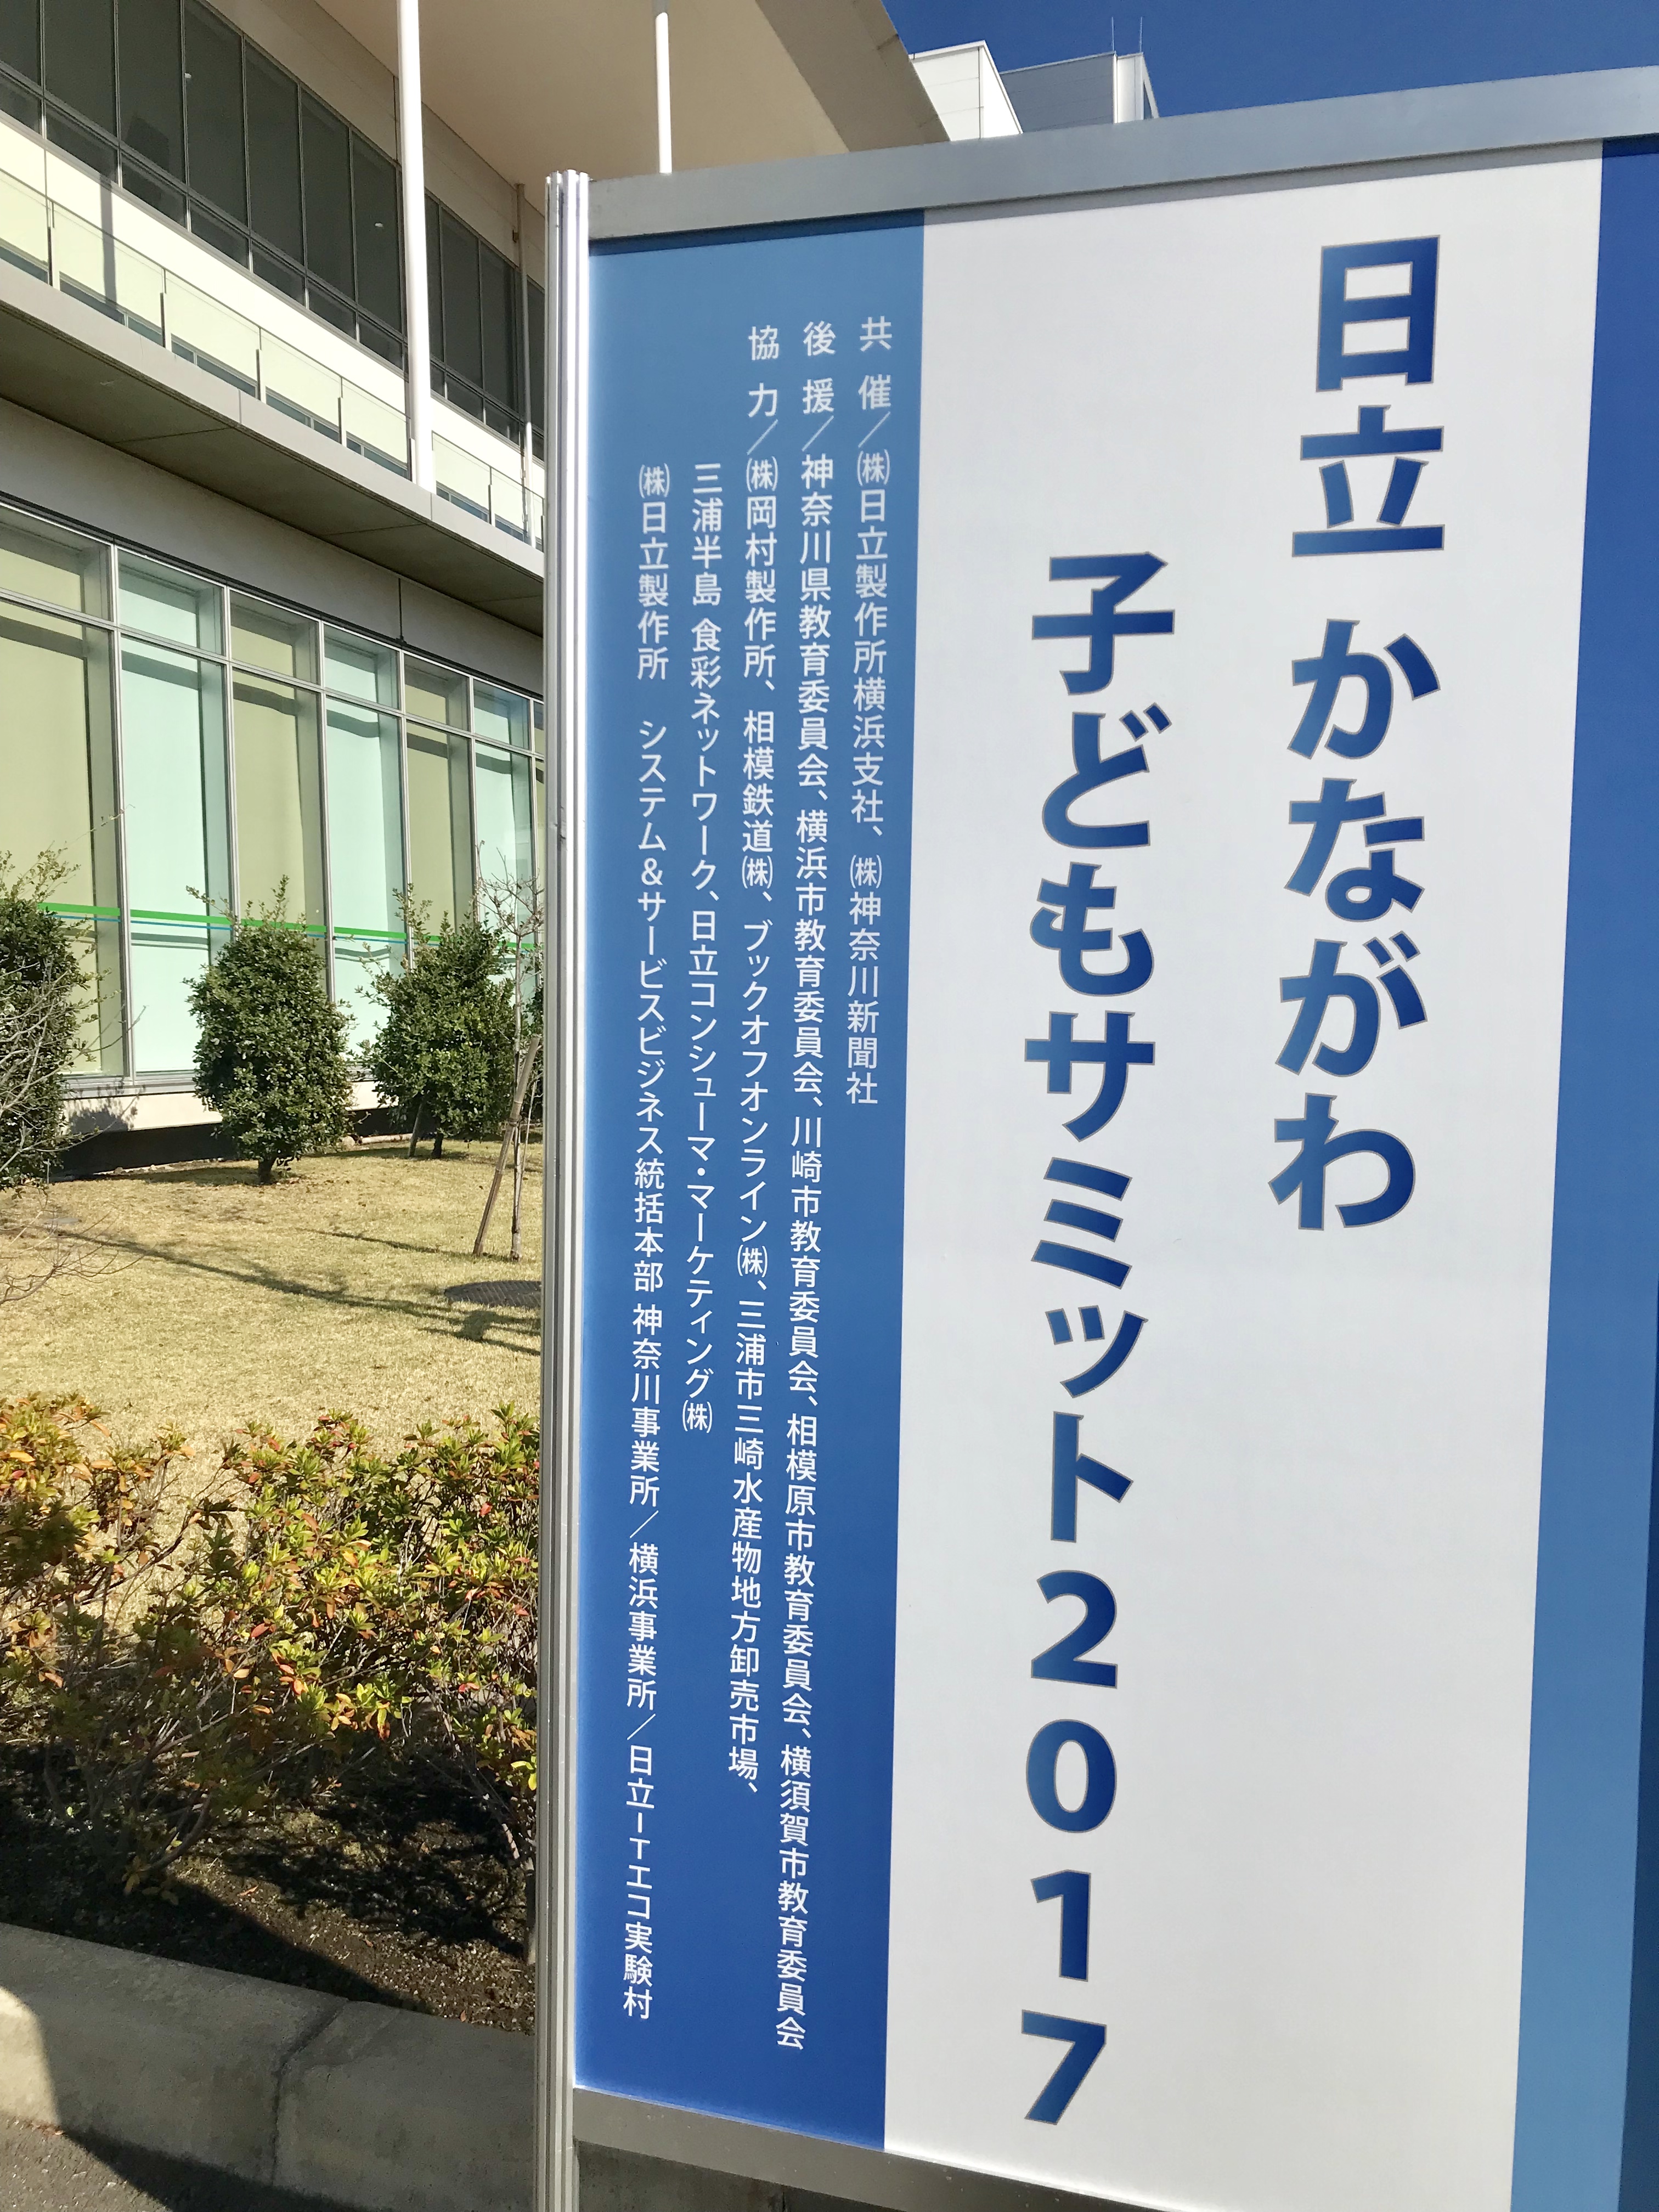 日立 かながわ
子どもサミット2017
共 催／㈱日立製作所横浜支社、㈱神奈川新聞社
後 援／神奈川県教育委員会、横浜市教育委員会、川崎市教育委員会、相模原市教育委員会、横須賀市教育委員会
協 力／㈱岡村製作所、相模鉄道㈱、ブックオフオンライン㈱、三浦市三崎水産物地方卸売市場、
三浦半島 食彩ネットワーク、日立コンシューマ・マーケティング㈱
㈱日立製作所 システム&サービスビジネス統括本部 神奈川事業所／横浜事業所／日立ITエコ実験村